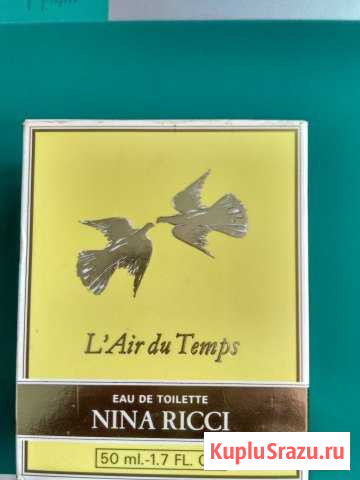 L'Air du Temps
EAU DE TOILETTE
NINA RICCI
50 ml.-1.7 FL.
KupluSrazu.ru